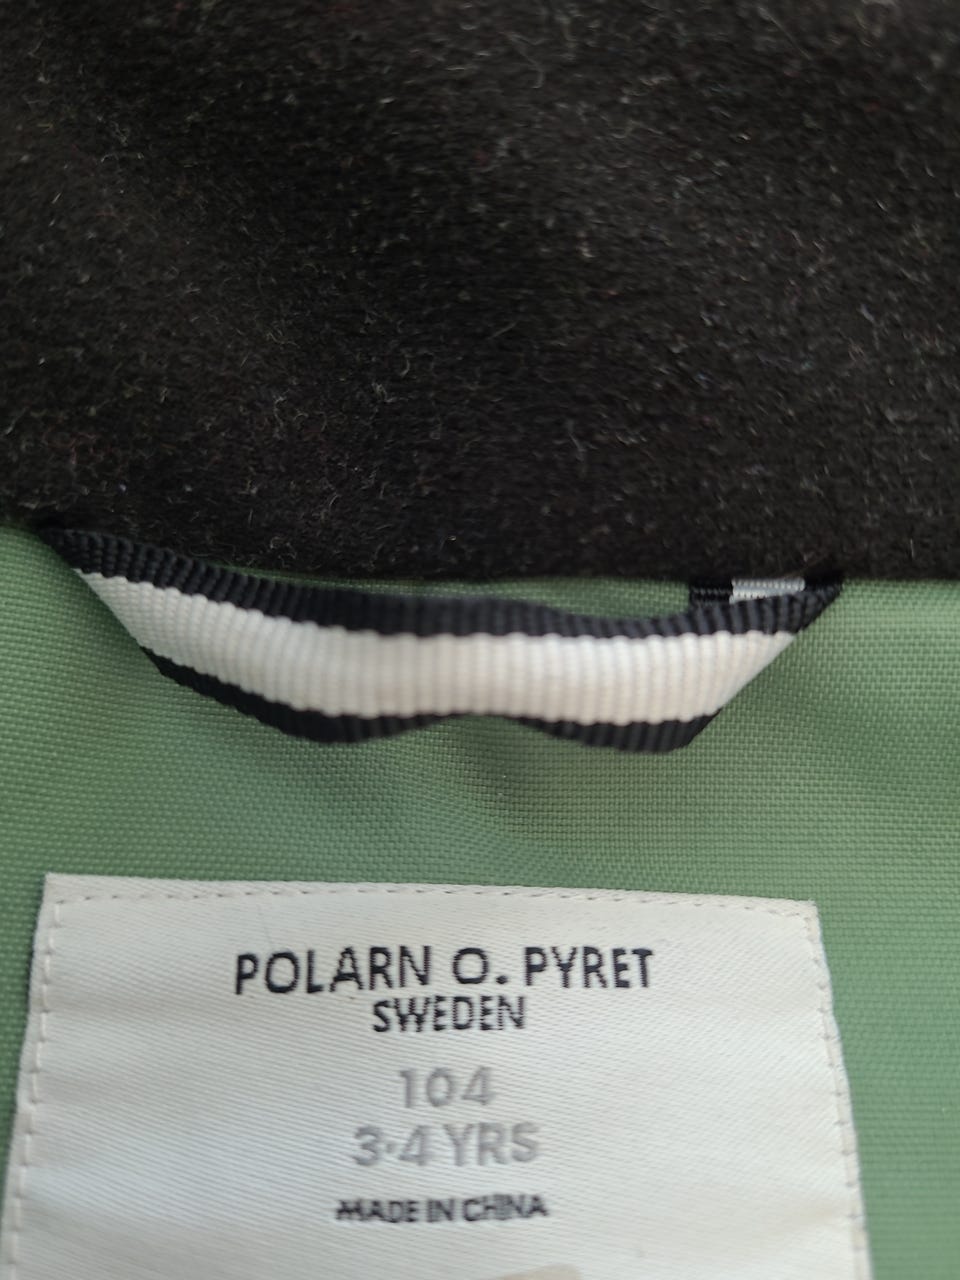 POLARN O. PYRET
SWEDEN
104
3-4 YRS
MADE IN CHINA